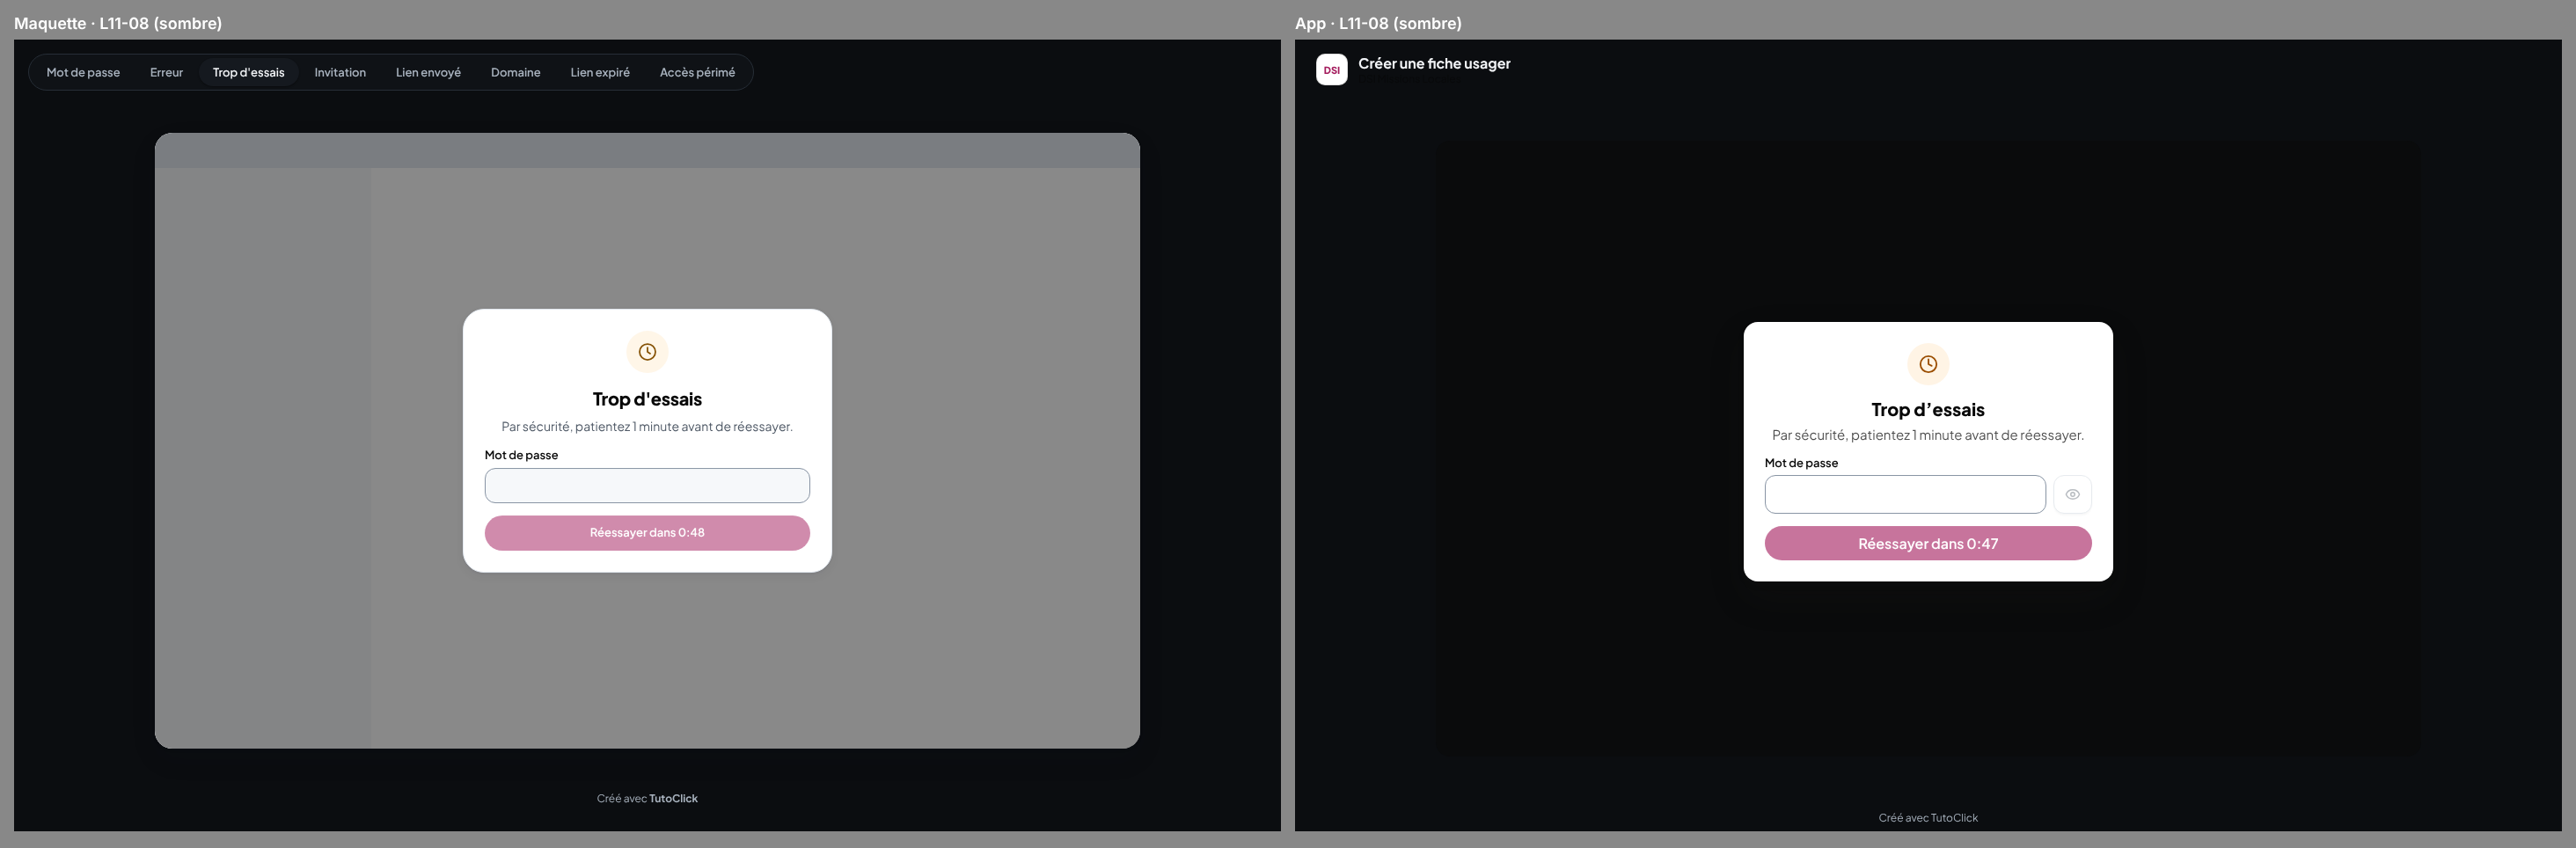 Maquette · L11-08 (sombre)
Mot de passe Erreur Trop d'essais Invitation Lien envoyé Domaine Lien expiré Accès périmé
Trop d'essais
Par sécurité, patientez 1 minute avant de réessayer.
Mot de passe
Réessayer dans 0:48
Créé avec TutoClick
App · L11-08 (sombre)
DSI
Créer une fiche usager
Trop d’essais
Par sécurité, patientez 1 minute avant de réessayer.
Mot de passe
Réessayer dans 0:47
Créé avec TutoClick